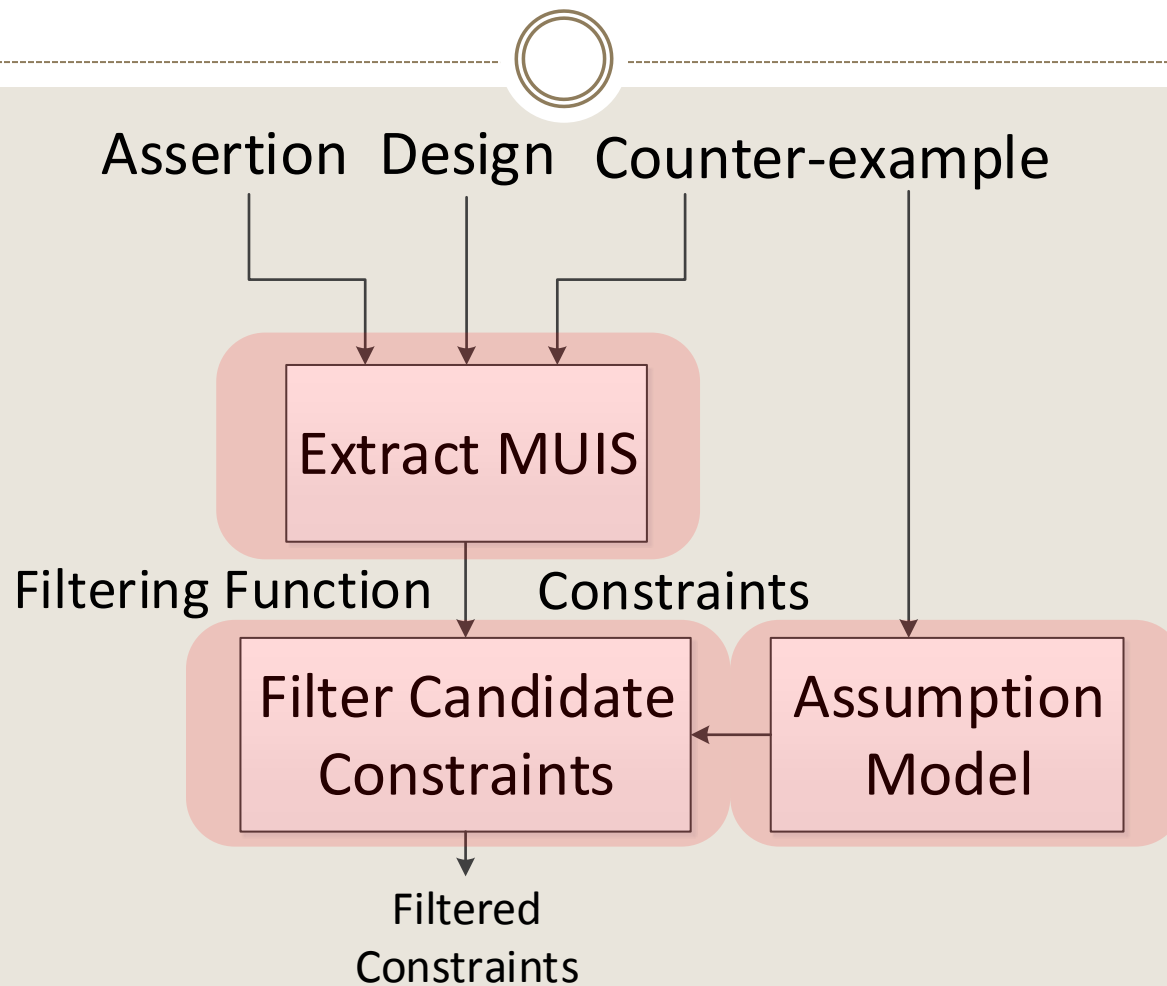 Assertion Design Counter-example
Extract MUIS
Filtering Function Constraints
Filter Candidate
Constraints
Assumption
Model
Filtered
Constraints